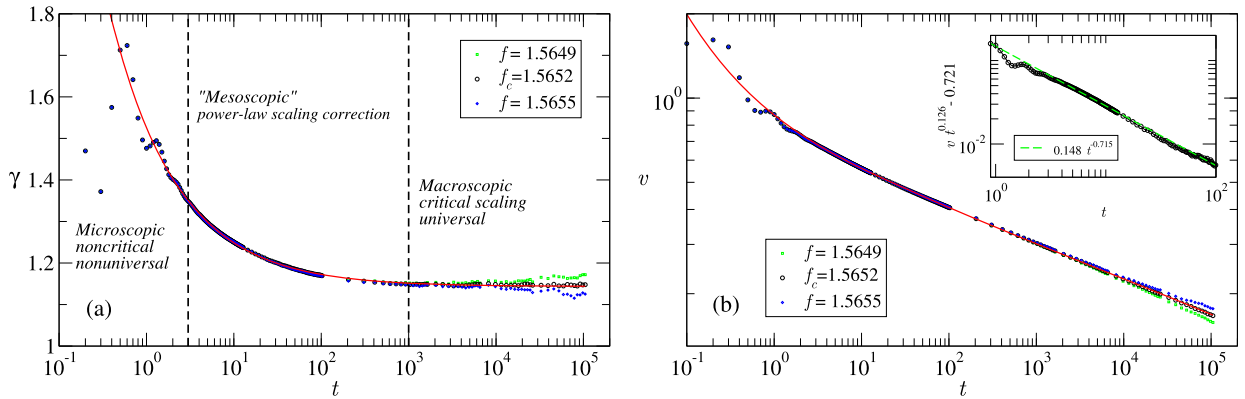 1.8
1.6
γ
1.4
1.2
1
f = 1.5649
f_c=1.5652
f = 1.5655
"Mesoscopic"
power-law scaling correction
Macroscopic
critical scaling
universal
Microscopic
noncritical
nonuniversal
(a)
10^-1
10^0
10^1
10^2
10^3
10^4
10^5
t
10^0
v
v t^0.126 - 0.721
10^-2
0.148 t^-0.715
10^0
10^2
t
f = 1.5649
f_c=1.5652
f = 1.5655
(b)
10^-1
10^0
10^1
10^2
10^3
10^4
10^5
t